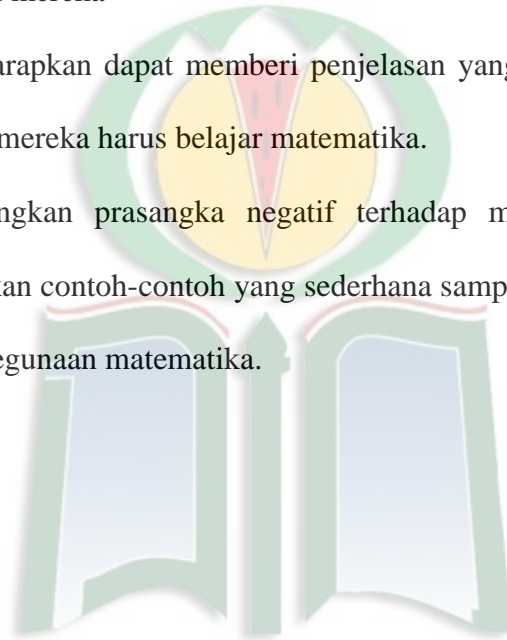 mereka
arapkan dapat memberi penjelasan yang
mereka harus belajar matematika.
ngkan prasangka negatif terhadap m
kan contoh-contoh yang sederhana samp
egunaan matematika.